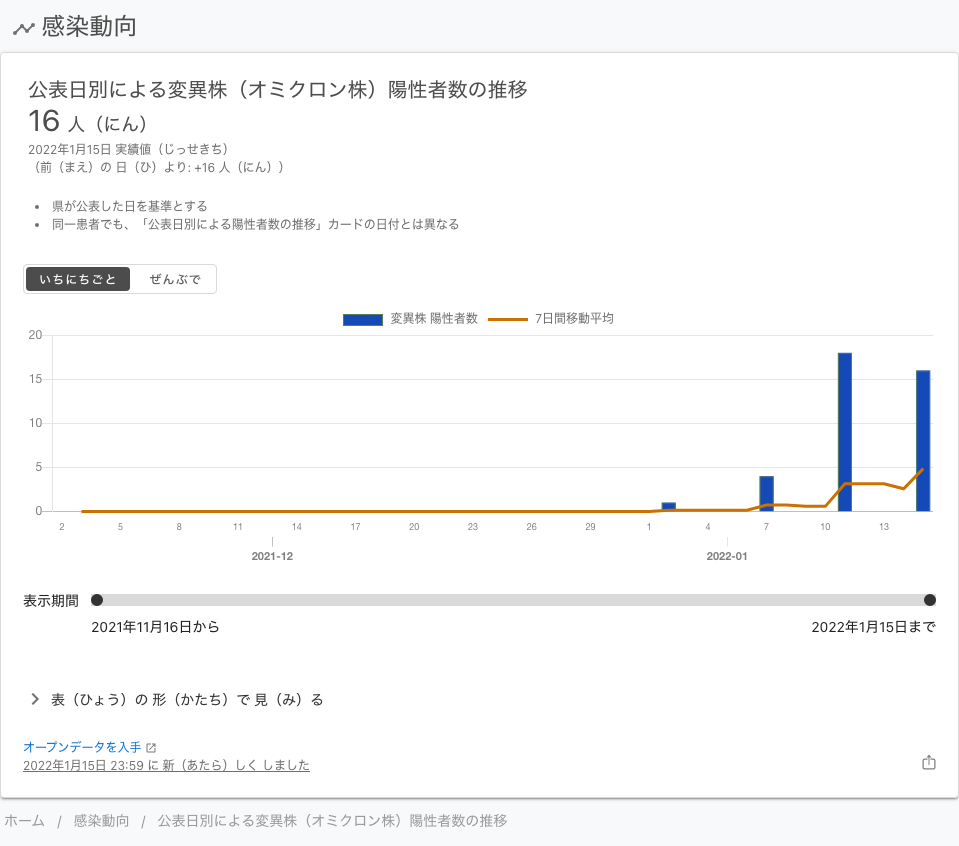 感染動向
公表日別による変異株（オミクロン株）陽性者数の推移
16 人（にん）
2022年1月15日 実績値（じっせきち）
（前（まえ）の 日（ひ）より: +16 人（にん））
県が公表した日を基準とする
同一患者でも、「公表日別による陽性者数の推移」カードの日付とは異なる
いちにちごと ぜんぶで
変異株 陽性者数 7日間移動平均
20
15
10
5
0
2 5 8 11 14 17 20 23 26 29 1 4 7 10 13
2021-12 2022-01
表示期間
2021年11月16日から 2022年1月15日まで
表（ひょう）の 形（かたち）で 見（み）る
オープンデータを入手
2022年1月15日 23:59 に 新（あたら）しく しました
ホーム / 感染動向 / 公表日別による変異株（オミクロン株）陽性者数の推移